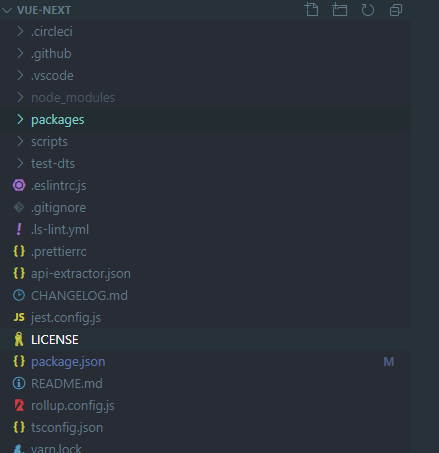 VUE-NEXT
.circleci
.github
.vscode
node_modules
packages
scripts
test-dts
.eslintrc.js
.gitignore
.ls-lint.yml
.prettierrc
api-extractor.json
CHANGELOG.md
jest.config.js
LICENSE
package.json M
README.md
rollup.config.js
tsconfig.json
yarn.lock